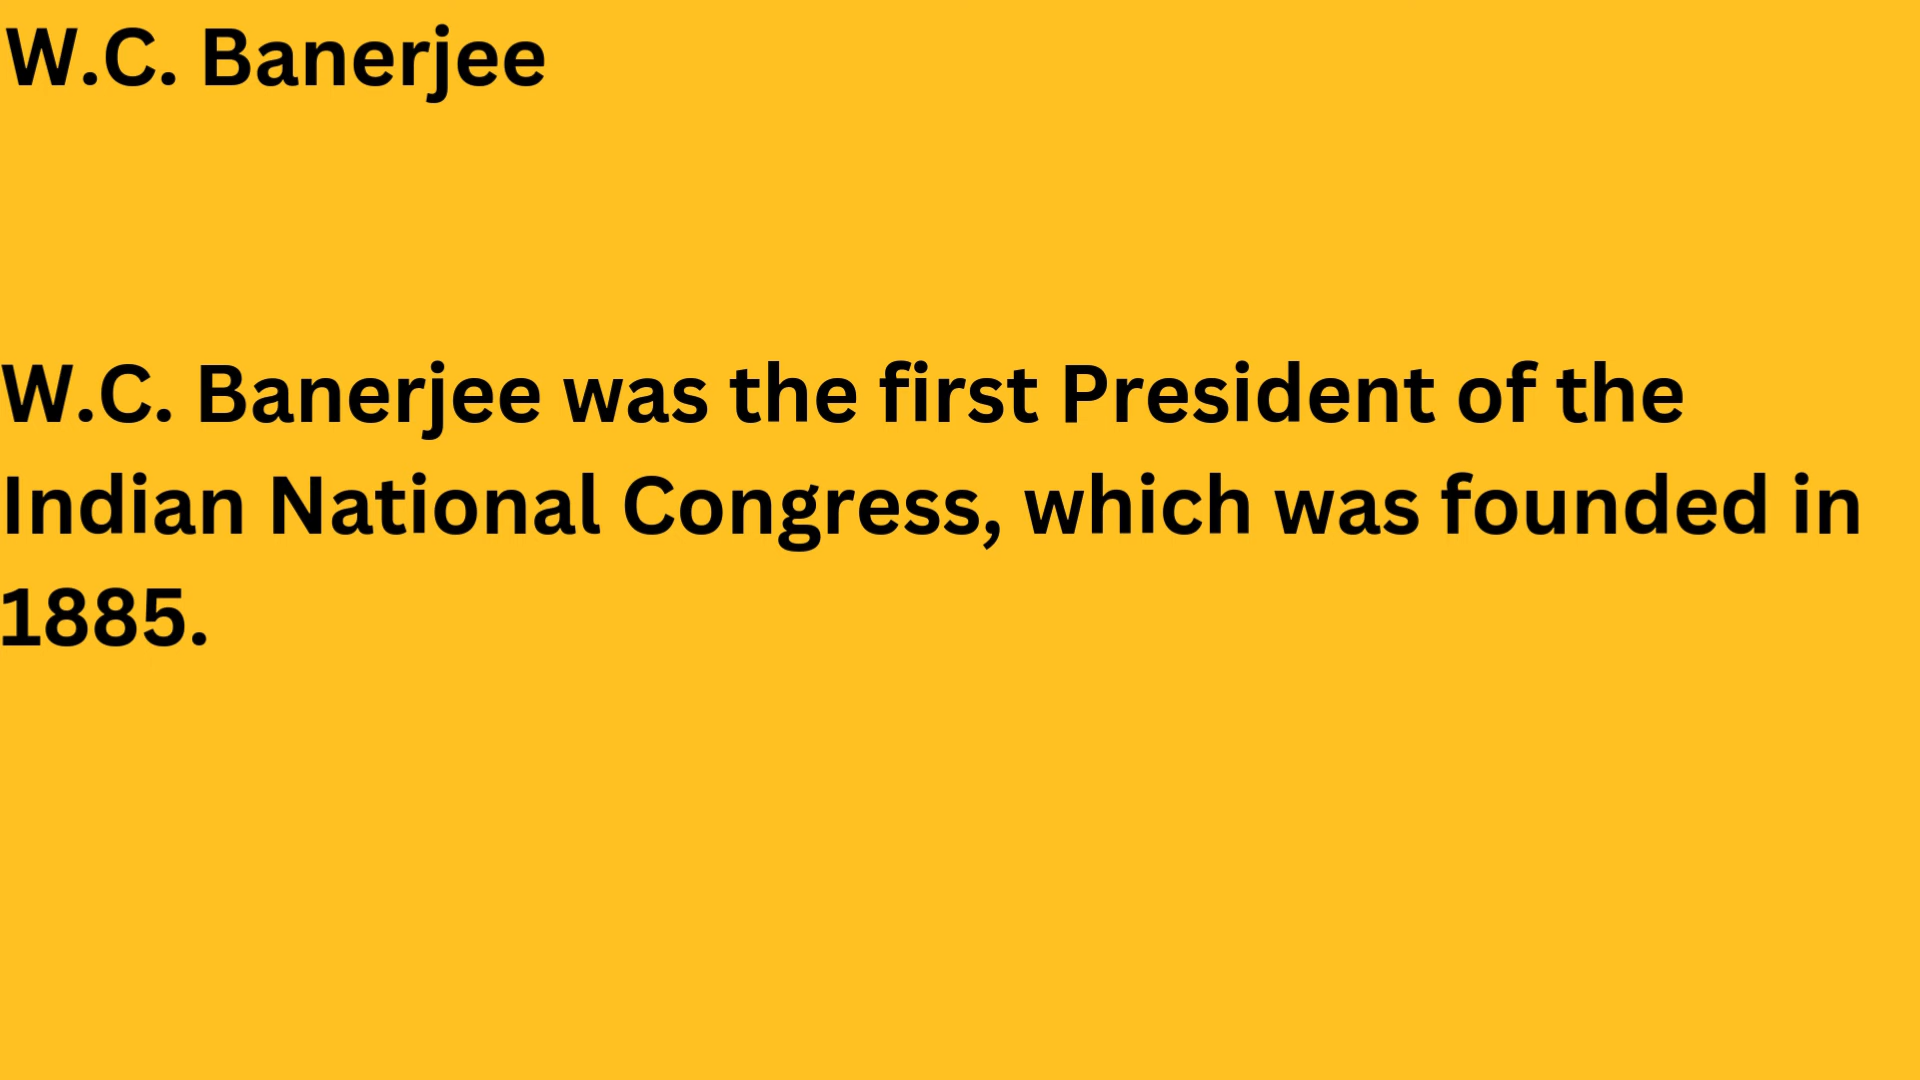 W.C. Banerjee
W.C. Banerjee was the first President of the
Indian National Congress, which was founded in
1885.